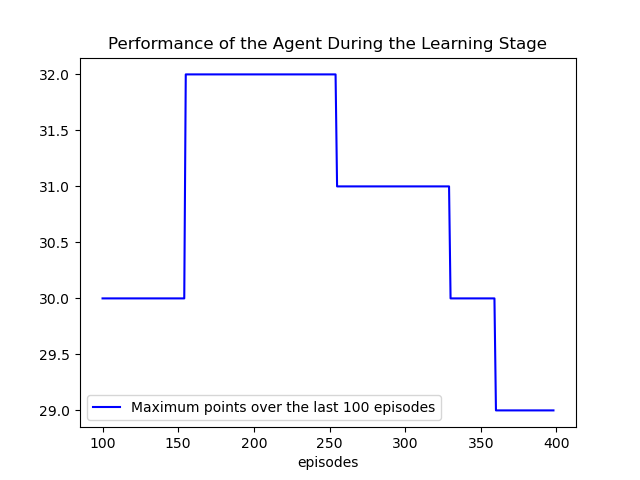 Performance of the Agent During the Learning Stage
32.0
31.5
31.0
30.5
30.0
29.5
29.0
Maximum points over the last 100 episodes
100 150 200 250 300 350 400
episodes